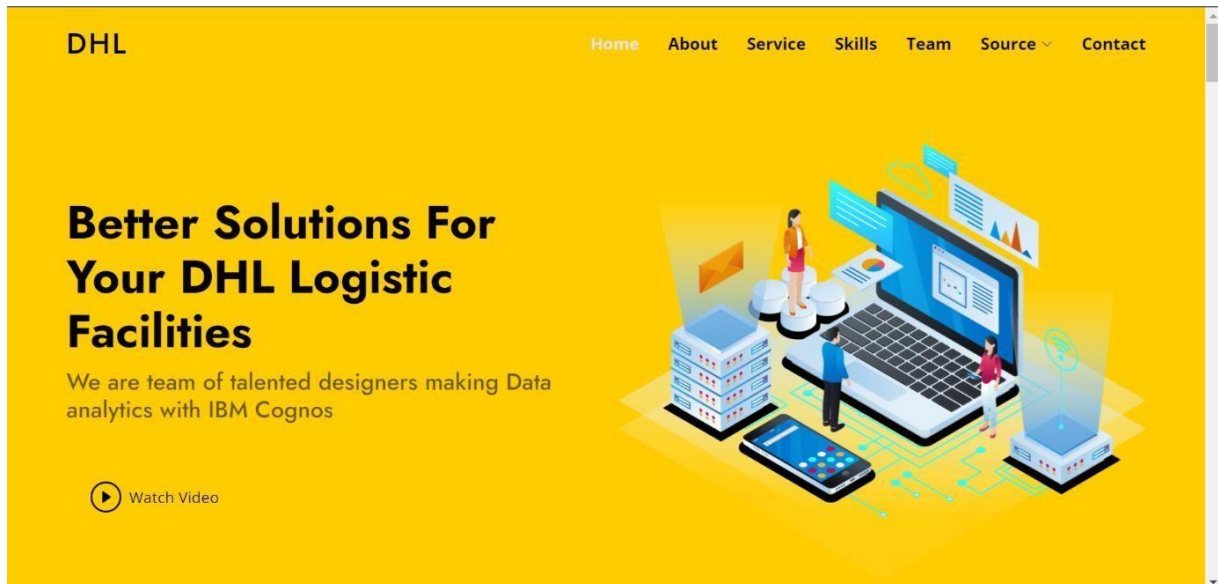 DHL
Home About Service Skills Team Source Contact
Better Solutions For
Your DHL Logistic
Facilities
We are team of talented designers making Data
analytics with IBM Cognos
Watch Video